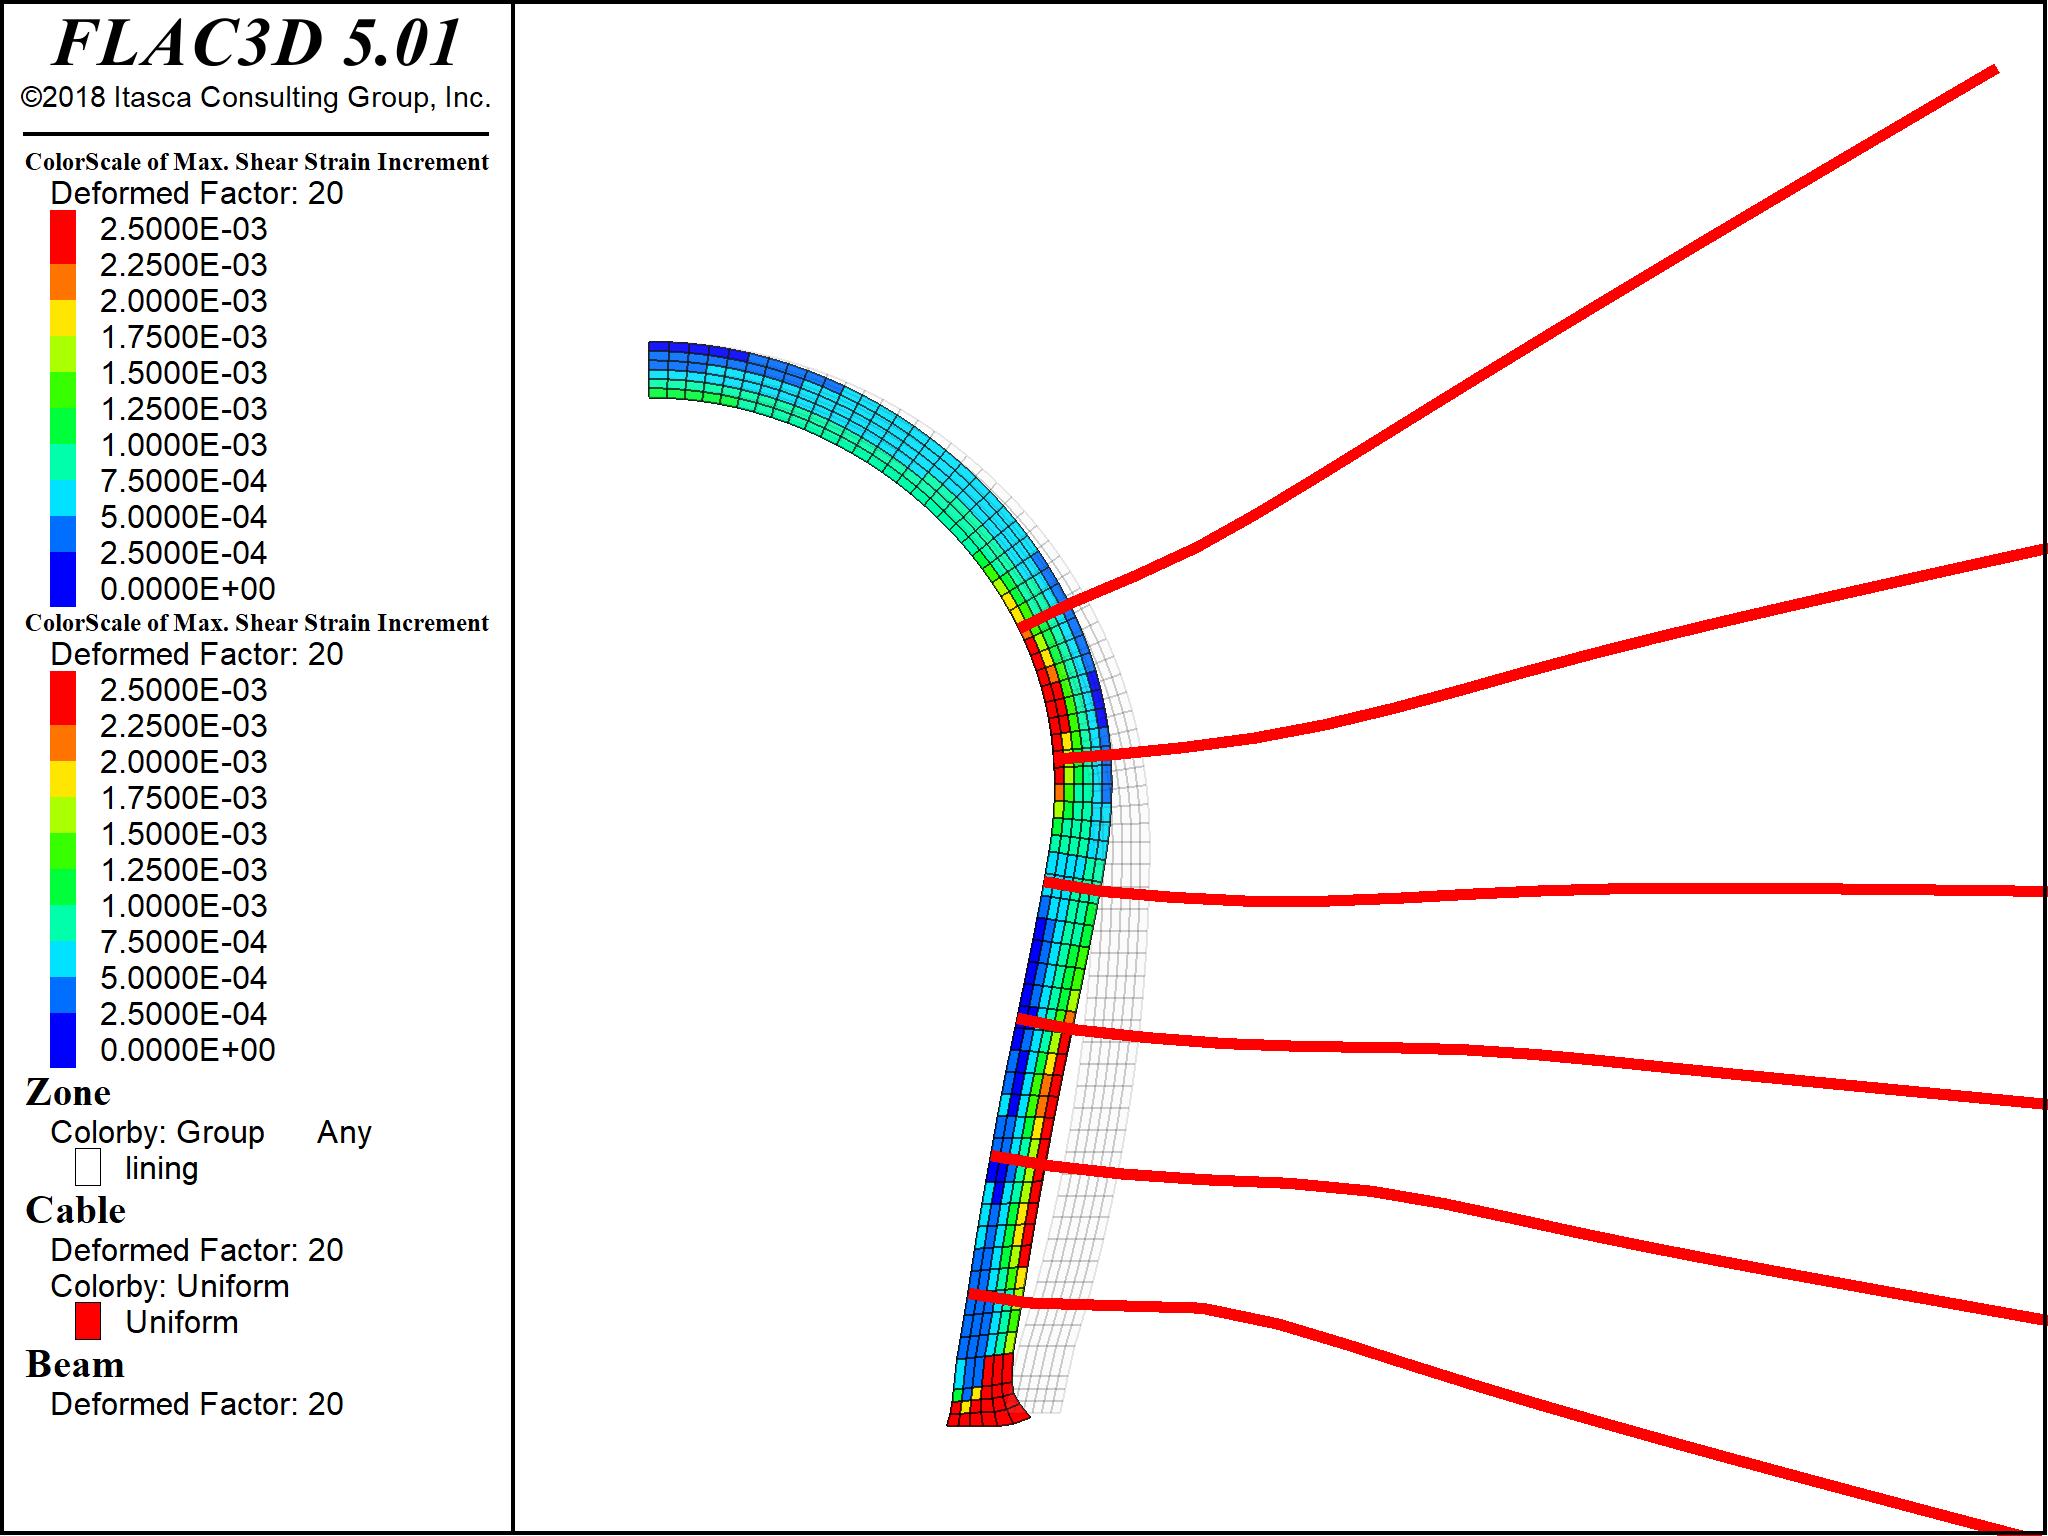 FLAC3D 5.01
©2018 Itasca Consulting Group, Inc.
ColorScale of Max. Shear Strain Increment
Deformed Factor: 20
2.5000E-03
2.2500E-03
2.0000E-03
1.7500E-03
1.5000E-03
1.2500E-03
1.0000E-03
7.5000E-04
5.0000E-04
2.5000E-04
0.0000E+00
ColorScale of Max. Shear Strain Increment
Deformed Factor: 20
2.5000E-03
2.2500E-03
2.0000E-03
1.7500E-03
1.5000E-03
1.2500E-03
1.0000E-03
7.5000E-04
5.0000E-04
2.5000E-04
0.0000E+00
Zone
Colorby: Group Any
lining
Cable
Deformed Factor: 20
Colorby: Uniform
Uniform
Beam
Deformed Factor: 20